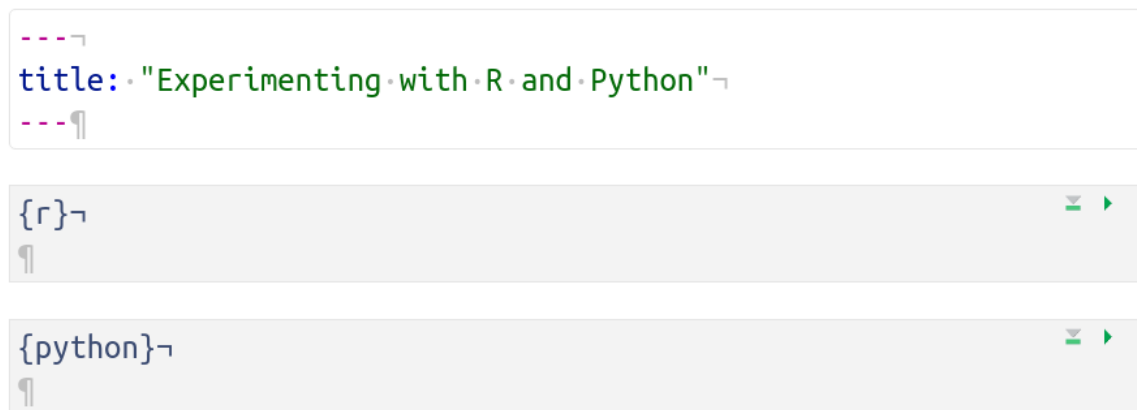 ---¬
title:·"Experimenting·with·R·and·Python"¬
---¶
{r}¬
¶
{python}¬
¶